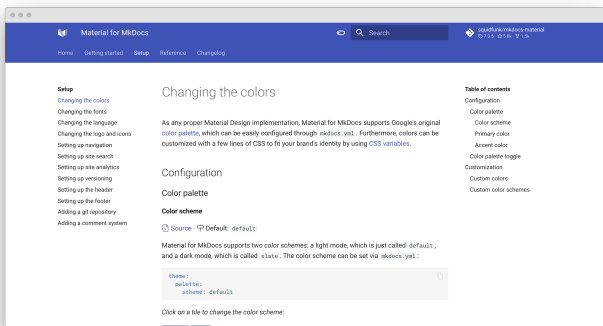 Material for MkDocs
Search
squidfunk/mkdocs-material
Home Getting started Setup Reference Changelog
Setup
Changing the colors
Changing the fonts
Changing the language
Changing the logo and icons
Setting up navigation
Setting up site search
Setting up site analytics
Setting up versioning
Setting up the header
Setting up the footer
Adding a git repository
Adding a comment system
Changing the colors
As any proper Material Design implementation, Material for MkDocs supports Google's original
color palette, which can be easily configured through mkdocs.yml. Furthermore, colors can be
customized with a few lines of CSS to fit your brand's identity by using CSS variables.
Configuration
Color palette
Color scheme
Source · Default: default
Material for MkDocs supports two color schemes: a light mode, which is just called default,
and a dark mode, which is called slate. The color scheme can be set via mkdocs.yml:
theme:
palette:
scheme: default
Click on a tile to change the color scheme:
Table of contents
Configuration
Color palette
Color scheme
Primary color
Accent color
Color palette toggle
Customization
Custom colors
Custom color schemes